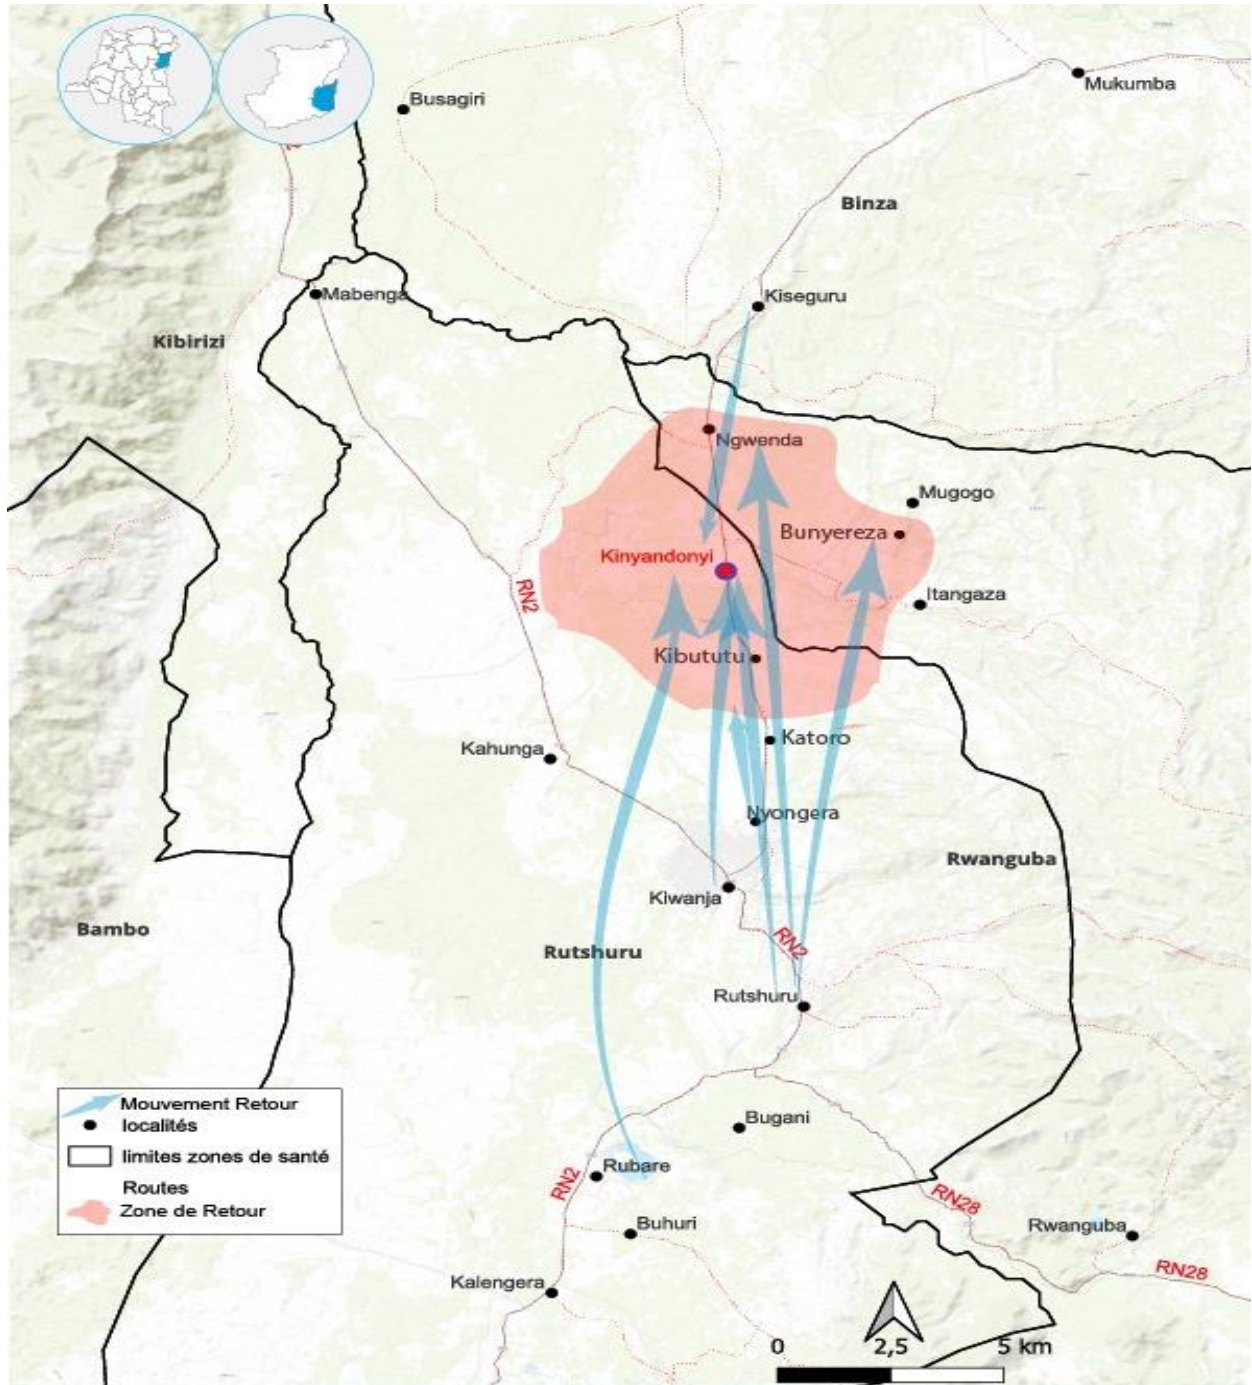 Busagiri
Mukumba
Binza
Mabenga
Kiseguru
Kibirizi
Ngwenda
Mugogo
Bunyereza
Kinyandonyi
RN2
Itangaza
Kibututu
Kahunga
Katoro
Nyongera
Rwanguba
Kiwanja
Bambo
Rutshuru
RN2
Rutshuru
Mouvement Retour
localités
limites zones de santé
Routes
Zone de Retour
Bugani
Rubare
RN2
RN28
Buhuri
Rwanguba
RN28
Kalengera
0 2,5 5 km